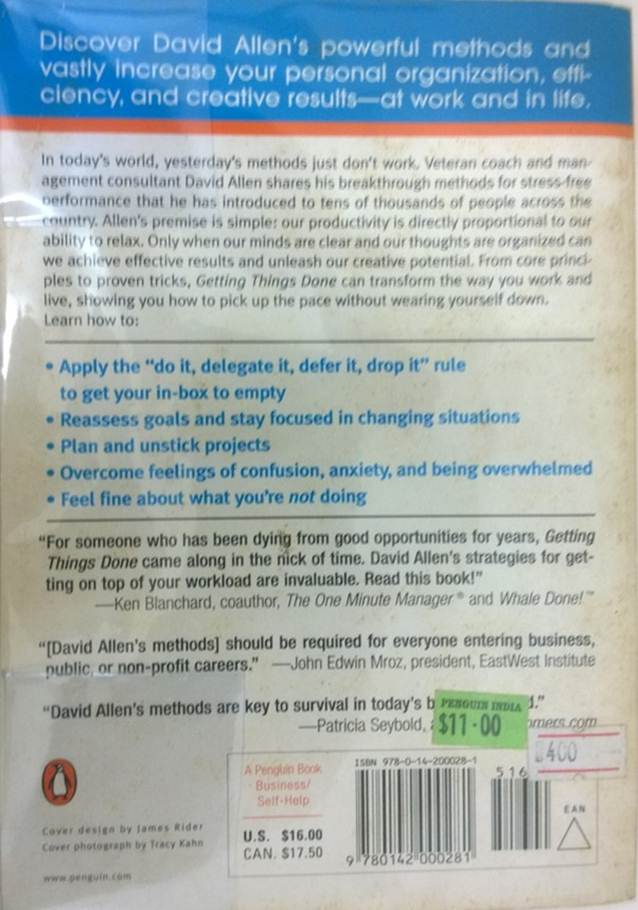 Discover David Allen's powerful methods and
vastly increase your personal organization, effi-
ciency, and creative results—at work and in life.
In today's world, yesterday's methods just don't work. Veteran coach and man-
agement consultant David Allen shares his breakthrough methods for stress-free
performance that he has introduced to tens of thousands of people across the
country. Allen's premise is simple: our productivity is directly proportional to our
ability to relax. Only when our minds are clear and our thoughts are organized can
we achieve effective results and unleash our creative potential. From core princi-
ples to proven tricks, Getting Things Done can transform the way you work and
live, showing you how to pick up the pace without wearing yourself down.
Learn how to:
• Apply the "do it, delegate it, defer it, drop it" rule
to get your in-box to empty
• Reassess goals and stay focused in changing situations
• Plan and unstick projects
• Overcome feelings of confusion, anxiety, and being overwhelmed
• Feel fine about what you're not doing
"For someone who has been dying from good opportunities for years, Getting
Things Done came along in the nick of time. David Allen's strategies for get-
ting on top of your workload are invaluable. Read this book!"
—Ken Blanchard, coauthor, The One Minute Manager® and Whale Done!™
"[David Allen's methods] should be required for everyone entering business,
public, or non-profit careers." —John Edwin Mroz, president, EastWest Institute
"David Allen's methods are key to survival in today's
PENGUIN INDIA
$11·00
—Patricia Seybold,
400
A Penguin Book
Business/
Self-Help
U.S. $16.00
CAN. $17.50
ISBN 978-0-14-200028-1
516
9 780142 000281
EAN
Cover design by James Rider
Cover photograph by Tracy Kahn
www.penguin.com